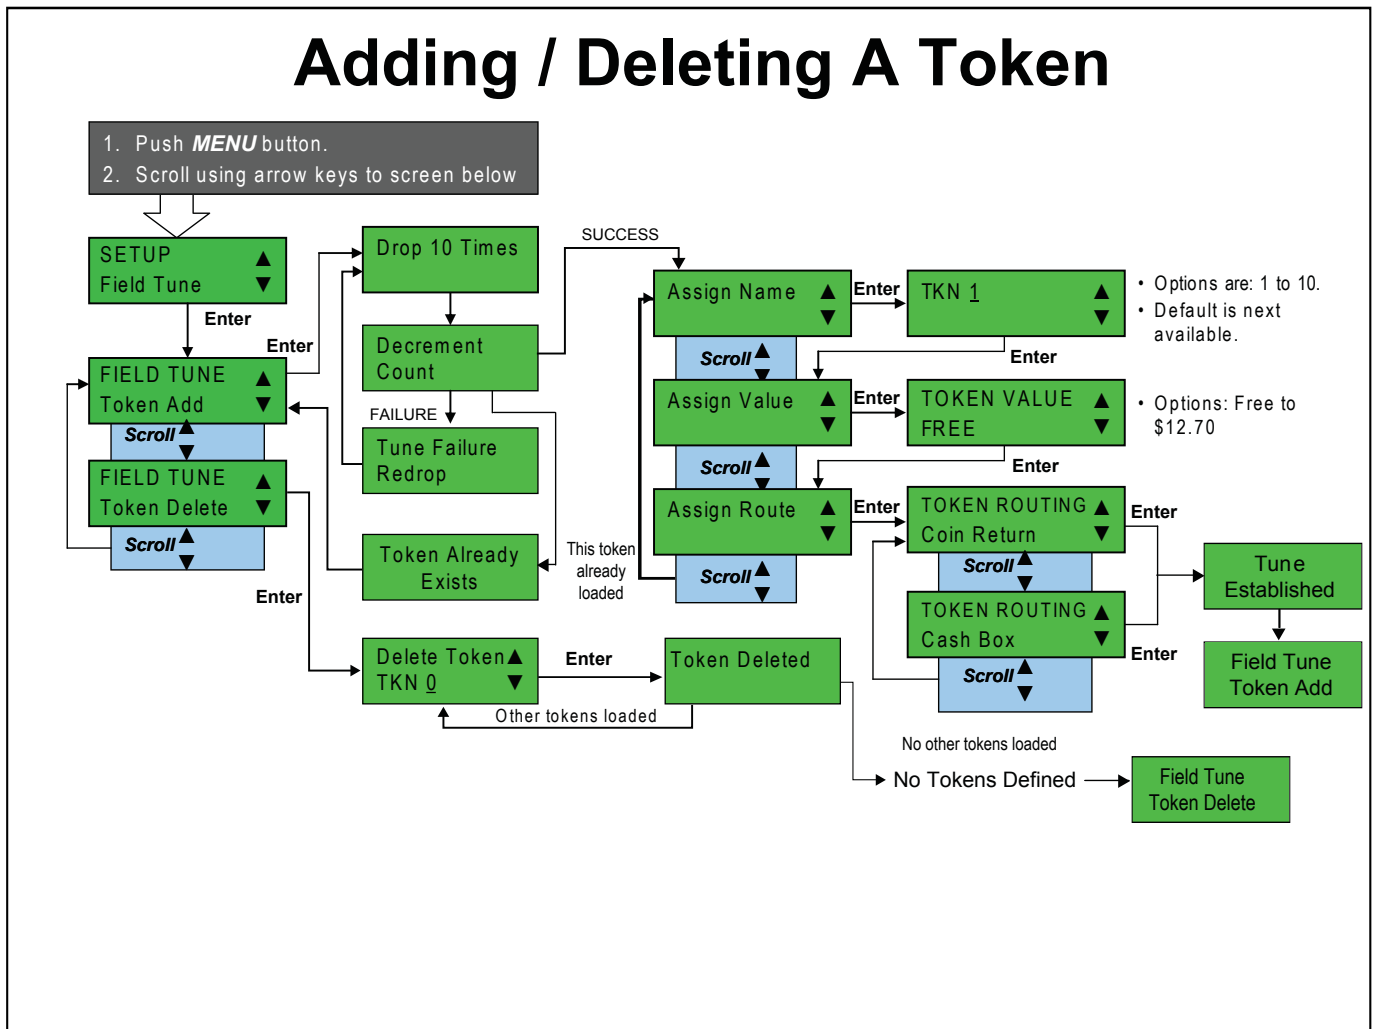 Adding / Deleting A Token
1. Push MENU button.
2. Scroll using arrow keys to screen below
SETUP
Field Tune
Enter
FIELD TUNE
Token Add
Scroll
FIELD TUNE
Token Delete
Scroll
Enter
Enter
Drop 10 Times
Decrement
Count
FAILURE
Tune Failure
Redrop
Token Already
Exists
SUCCESS
Assign Name
Enter
TKN 1
• Options are: 1 to 10.
• Default is next
available.
Enter
Scroll
Assign Value
Enter
TOKEN VALUE
FREE
• Options: Free to
$12.70
Enter
Scroll
Assign Route
Enter
TOKEN ROUTING
Coin Return
Enter
Scroll
This token
already
loaded
Scroll
TOKEN ROUTING
Cash Box
Enter
Scroll
Tune
Established
Field Tune
Token Add
Delete Token
TKN 0
Enter
Token Deleted
Other tokens loaded
No other tokens loaded
No Tokens Defined
Field Tune
Token Delete